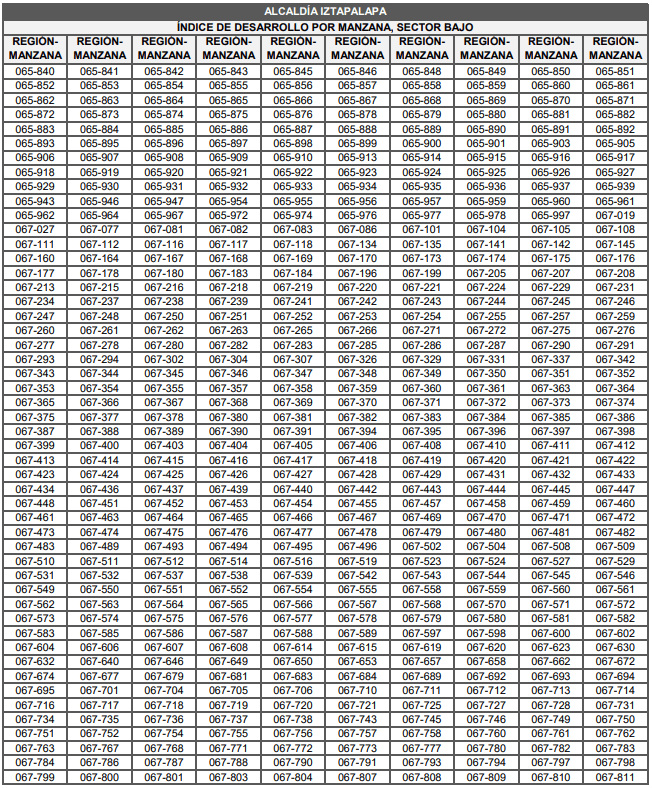 ALCALDÍA IZTAPALAPA
ÍNDICE DE DESARROLLO POR MANZANA, SECTOR BAJO
REGIÓN- REGIÓN- REGIÓN- REGIÓN- REGIÓN- REGIÓN- REGIÓN- REGIÓN- REGIÓN- REGIÓN-
MANZANA MANZANA MANZANA MANZANA MANZANA MANZANA MANZANA MANZANA MANZANA MANZANA
065-840 065-841 065-842 065-843 065-845 065-846 065-848 065-849 065-850 065-851
065-852 065-853 065-854 065-855 065-856 065-857 065-858 065-859 065-860 065-861
065-862 065-863 065-864 065-865 065-866 065-867 065-868 065-869 065-870 065-871
065-872 065-873 065-874 065-875 065-876 065-878 065-879 065-880 065-881 065-882
065-883 065-884 065-885 065-886 065-887 065-888 065-889 065-890 065-891 065-892
065-893 065-895 065-896 065-897 065-898 065-899 065-900 065-901 065-903 065-905
065-906 065-907 065-908 065-909 065-910 065-913 065-914 065-915 065-916 065-917
065-918 065-919 065-920 065-921 065-922 065-923 065-924 065-925 065-926 065-927
065-929 065-930 065-931 065-932 065-933 065-934 065-935 065-936 065-937 065-939
065-943 065-946 065-947 065-954 065-955 065-956 065-957 065-959 065-960 065-961
065-962 065-964 065-967 065-972 065-974 065-976 065-977 065-978 065-997 067-019
067-027 067-077 067-081 067-082 067-083 067-086 067-101 067-104 067-105 067-108
067-111 067-112 067-116 067-117 067-118 067-134 067-135 067-141 067-142 067-145
067-160 067-164 067-167 067-168 067-169 067-170 067-173 067-174 067-175 067-176
067-177 067-178 067-180 067-183 067-184 067-196 067-199 067-205 067-207 067-208
067-213 067-215 067-216 067-218 067-219 067-220 067-221 067-224 067-229 067-231
067-234 067-237 067-238 067-239 067-241 067-242 067-243 067-244 067-245 067-246
067-247 067-248 067-250 067-251 067-252 067-253 067-254 067-255 067-257 067-259
067-260 067-261 067-262 067-263 067-265 067-266 067-271 067-272 067-275 067-276
067-277 067-278 067-280 067-282 067-283 067-285 067-286 067-287 067-290 067-291
067-293 067-294 067-302 067-304 067-307 067-326 067-329 067-331 067-337 067-342
067-343 067-344 067-345 067-346 067-347 067-348 067-349 067-350 067-351 067-352
067-353 067-354 067-355 067-357 067-358 067-359 067-360 067-361 067-363 067-364
067-365 067-366 067-367 067-368 067-369 067-370 067-371 067-372 067-373 067-374
067-375 067-377 067-378 067-380 067-381 067-382 067-383 067-384 067-385 067-386
067-387 067-388 067-389 067-390 067-391 067-394 067-395 067-396 067-397 067-398
067-399 067-400 067-403 067-404 067-405 067-406 067-408 067-410 067-411 067-412
067-413 067-414 067-415 067-416 067-417 067-418 067-419 067-420 067-421 067-422
067-423 067-424 067-425 067-426 067-427 067-428 067-429 067-431 067-432 067-433
067-434 067-436 067-437 067-439 067-440 067-442 067-443 067-444 067-445 067-447
067-448 067-451 067-452 067-453 067-454 067-455 067-457 067-458 067-459 067-460
067-461 067-463 067-464 067-465 067-466 067-467 067-469 067-470 067-471 067-472
067-473 067-474 067-475 067-476 067-477 067-478 067-479 067-480 067-481 067-482
067-483 067-489 067-493 067-494 067-495 067-496 067-502 067-504 067-508 067-509
067-510 067-511 067-512 067-514 067-516 067-519 067-523 067-524 067-527 067-529
067-531 067-532 067-537 067-538 067-539 067-542 067-543 067-544 067-545 067-546
067-549 067-550 067-551 067-552 067-554 067-555 067-558 067-559 067-560 067-561
067-562 067-563 067-564 067-565 067-566 067-567 067-568 067-570 067-571 067-572
067-573 067-574 067-575 067-576 067-577 067-578 067-579 067-580 067-581 067-582
067-583 067-585 067-586 067-587 067-588 067-589 067-597 067-598 067-600 067-602
067-604 067-606 067-607 067-608 067-614 067-615 067-619 067-620 067-623 067-630
067-632 067-640 067-646 067-649 067-650 067-653 067-657 067-658 067-662 067-672
067-674 067-677 067-679 067-681 067-683 067-684 067-689 067-692 067-693 067-694
067-695 067-701 067-704 067-705 067-706 067-710 067-711 067-712 067-713 067-714
067-716 067-717 067-718 067-719 067-720 067-721 067-725 067-727 067-728 067-731
067-734 067-735 067-736 067-737 067-738 067-743 067-745 067-746 067-749 067-750
067-751 067-752 067-754 067-755 067-756 067-757 067-758 067-760 067-761 067-762
067-763 067-767 067-768 067-771 067-772 067-773 067-777 067-780 067-782 067-783
067-784 067-786 067-787 067-788 067-790 067-791 067-793 067-794 067-797 067-798
067-799 067-800 067-801 067-803 067-804 067-807 067-808 067-809 067-810 067-811